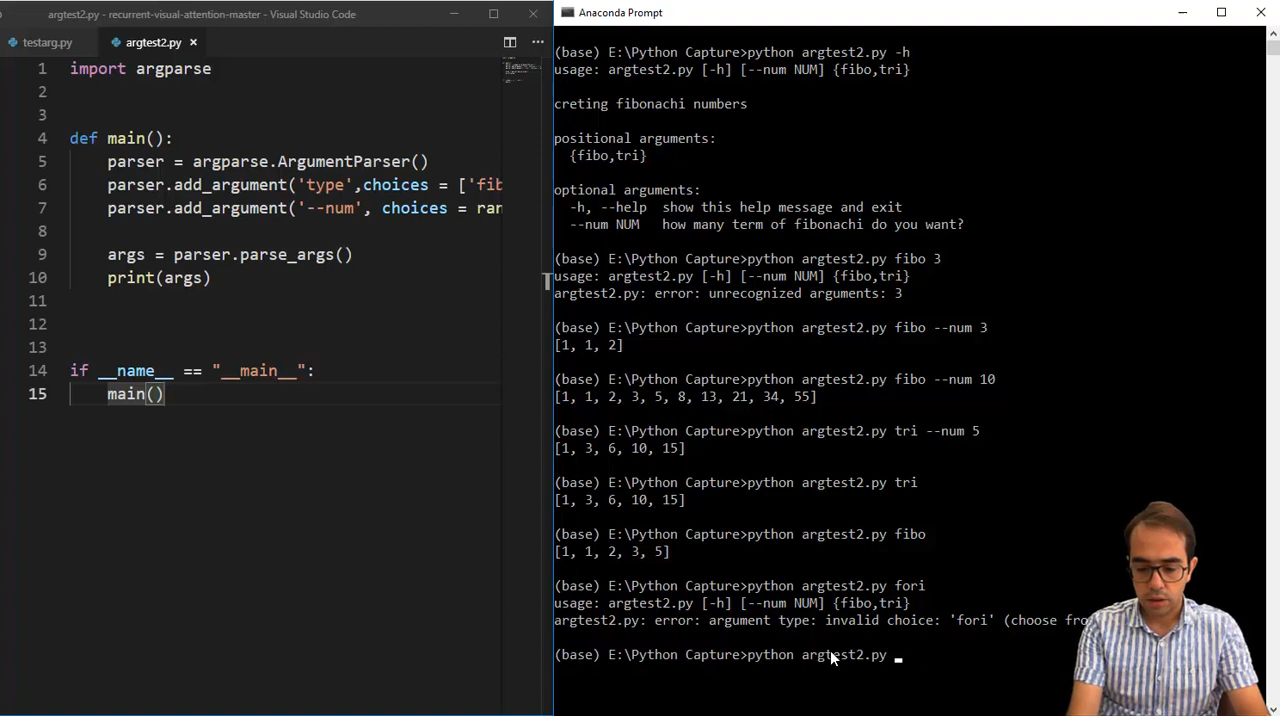 argtest2.py - recurrent-visual-attention-master - Visual Studio Code
testarg.py
argtest2.py
1 import argparse
2
3
4 def main():
5 parser = argparse.ArgumentParser()
6 parser.add_argument('type',choices = ['fib
7 parser.add_argument('--num', choices = ran
8
9 args = parser.parse_args()
10 print(args)
11
12
13
14 if __name__ == "__main__":
15 main()
Anaconda Prompt
(base) E:\Python Capture>python argtest2.py -h
usage: argtest2.py [-h] [--num NUM] {fibo,tri}
creting fibonachi numbers
positional arguments:
{fibo,tri}
optional arguments:
-h, --help show this help message and exit
--num NUM how many term of fibonachi do you want?
(base) E:\Python Capture>python argtest2.py fibo 3
usage: argtest2.py [-h] [--num NUM] {fibo,tri}
argtest2.py: error: unrecognized arguments: 3
(base) E:\Python Capture>python argtest2.py fibo --num 3
[1, 1, 2]
(base) E:\Python Capture>python argtest2.py fibo --num 10
[1, 1, 2, 3, 5, 8, 13, 21, 34, 55]
(base) E:\Python Capture>python argtest2.py tri --num 5
[1, 3, 6, 10, 15]
(base) E:\Python Capture>python argtest2.py tri
[1, 3, 6, 10, 15]
(base) E:\Python Capture>python argtest2.py fibo
[1, 1, 2, 3, 5]
(base) E:\Python Capture>python argtest2.py fori
usage: argtest2.py [-h] [--num NUM] {fibo,tri}
argtest2.py: error: argument type: invalid choice: 'fori' (choose fro
(base) E:\Python Capture>python argtest2.py